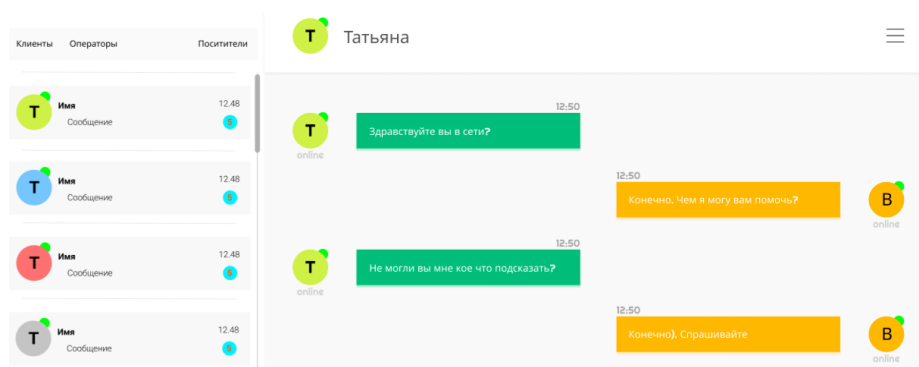 Клиенты Операторы Поситители
Т Имя 12.48
Сообщение 5
Т Имя 12.48
Сообщение 5
Т Имя 12.48
Сообщение 5
Т Имя 12.48
Сообщение 5
Т Татьяна
12:50
Т Здравствуйте вы в сети?
online
12:50
Конечно. Чем я могу вам помочь? В
online
12:50
Т Не могли вы мне кое что подсказать?
online
12:50
Конечно), Спрашивайте В
online